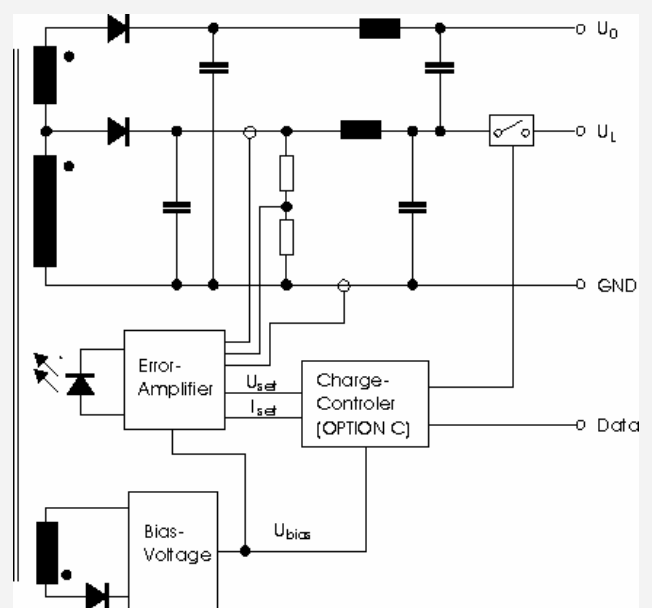 U0
UL
GND
Error-
Amplifier
Uset
Iset
Charge-
Controler
(OPTION C)
Data
Bias-
Voltage
Ubias